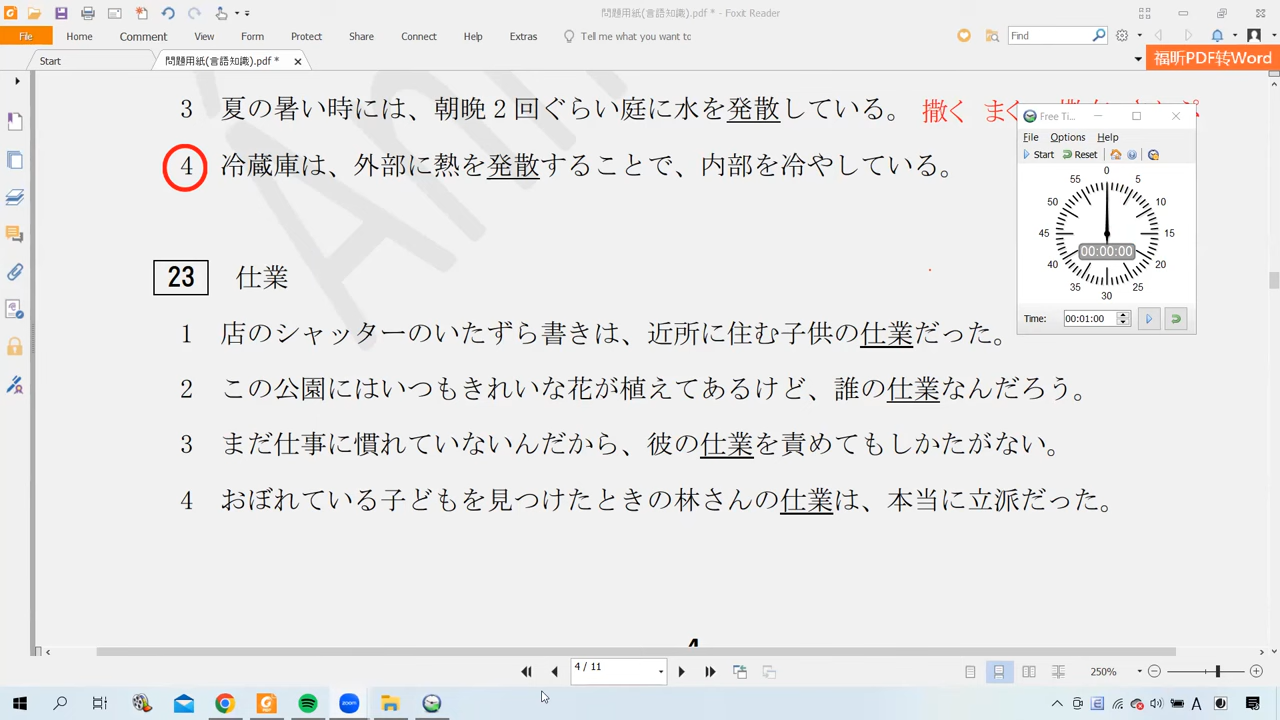 問題用紙(言語知識).pdf * - Foxit Reader
File Home Comment View Form Protect Share Connect Help Extras Tell me what you want to Find
福昕PDF转Word
Start 問題用紙(言語知識).pdf *
3 夏の暑い時には、朝晩2回ぐらい庭に水を発散している。 撒く まく
4 冷蔵庫は、外部に熱を発散することで、内部を冷やしている。
23 仕業
1 店のシャッターのいたずら書きは、近所に住む子供の仕業だった。
2 この公園にはいつもきれいな花が植えてあるけど、誰の仕業なんだろう。
3 まだ仕事に慣れていないんだから、彼の仕業を責めてもしかたがない。
4 おぼれている子どもを見つけたときの林さんの仕業は、本当に立派だった。
Free Ti...
File Options Help
Start Reset
0
55 5
50 10
45 15
00:00:00
40 20
35 25
30
Time: 00:01:00
4 / 11
250%
zoom
A